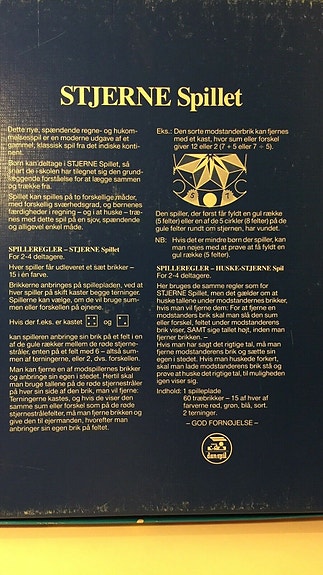 STJERNE Spillet
Dette nye, spændende regne- og hukom-
melsesspil er en moderne udgave af et
gammel, klassisk spil fra det indiske konti-
nent.
Børn kan deltage i STJERNE Spillet, så
snart de i skolen har tilegnet sig den grund-
læggende forståelse for at lægge sammen
og trække fra.
Spillet kan spilles på to forskellige måder,
med forskellig sværhedsgrad, og børnenes
færdigheder i regning – og i at huske – træ-
nes med dette spil på en sjov, spændende
og alligevel enkel måde.
SPILLEREGLER – STJERNE Spillet
For 2-4 deltagere.
Hver spiller får udleveret et sæt brikker –
15 i én farve.
Brikkerne anbringes på spillepladen, ved at
hver spiller på skift kaster begge terninger.
Spillerne kan vælge, om de vil bruge sum-
men eller forskellen på øjnene.
Hvis der f.eks. er kastet og
kan spilleren anbringe sin brik på et felt i en
af de gule rækker mellem de røde stjerne-
stråler, enten på et felt med 6 – altså sum-
men af terningerne, eller 2, dvs. forskellen.
Man kan fjerne en af modspillernes brikker
og anbringe sin egen i stedet. Hertil skal
man bruge tallene på de røde stjernestråler
på hver sin side af den brik, man vil fjerne:
Terningerne kastes, og hvis de viser den
samme sum eller forskel som på de røde
stjernestrålefelter, må man fjerne brikken og
give den til ejermanden, hvorefter man
anbringer sin egen brik på feltet.
Eks.: Den sorte modstanderbrik kan fjernes
med et kast, hvor sum eller forskel
giver 12 eller 2 (7 + 5 eller 7 ÷ 5).
5 7
Den spiller, der først får fyldt en gul række
(5 felter) eller en af de 5 cirkler (8 felter) på de
gule felter rundt om stjernen, har vundet.
NB: Hvis det er mindre børn der spiller, kan
man nøjes med at prøve at få fyldt en
gul række (5 felter).
SPILLEREGLER – HUSKE-STJERNE Spil
For 2-4 deltagere.
Her bruges de samme regler som for
STJERNE Spillet, men det gælder om at
huske tallene under modstandernes brikker,
hvis man vil fjerne dem: For at fjerne en
modstanders brik skal man slå den sum
eller forskel, feltet under modstanderens
brik viser, SAMT sige tallet højt, inden man
fjerner brikken. –
Hvis man har sagt det rigtige tal, må man
fjerne modstanderens brik og sætte sin
egen i stedet. Hvis man huskede forkert,
skal man lade modstanderens brik stå og
prøve at huske det rigtige tal, til muligheden
igen viser sig.
Indhold: 1 spilleplade
60 træbrikker – 15 af hver af
farverne rød, grøn, blå, sort.
2 terninger.
– GOD FORNØJELSE –
danspil